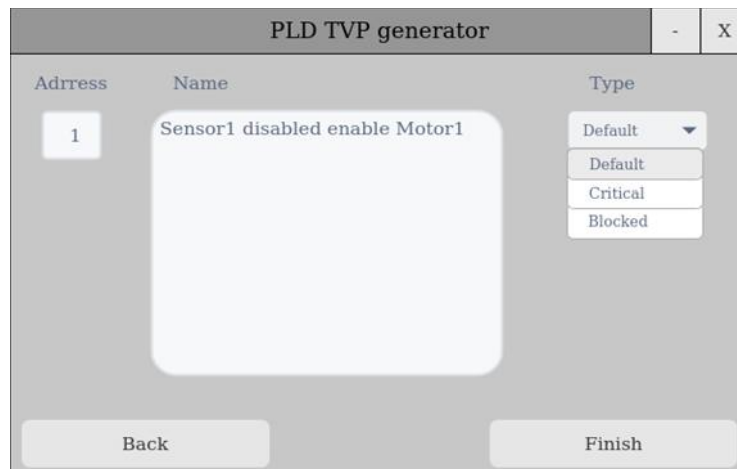 PLD TVP generator - X
Adrress Name Type
1 Sensor1 disabled enable Motor1 Default
Default
Critical
Blocked
Back Finish